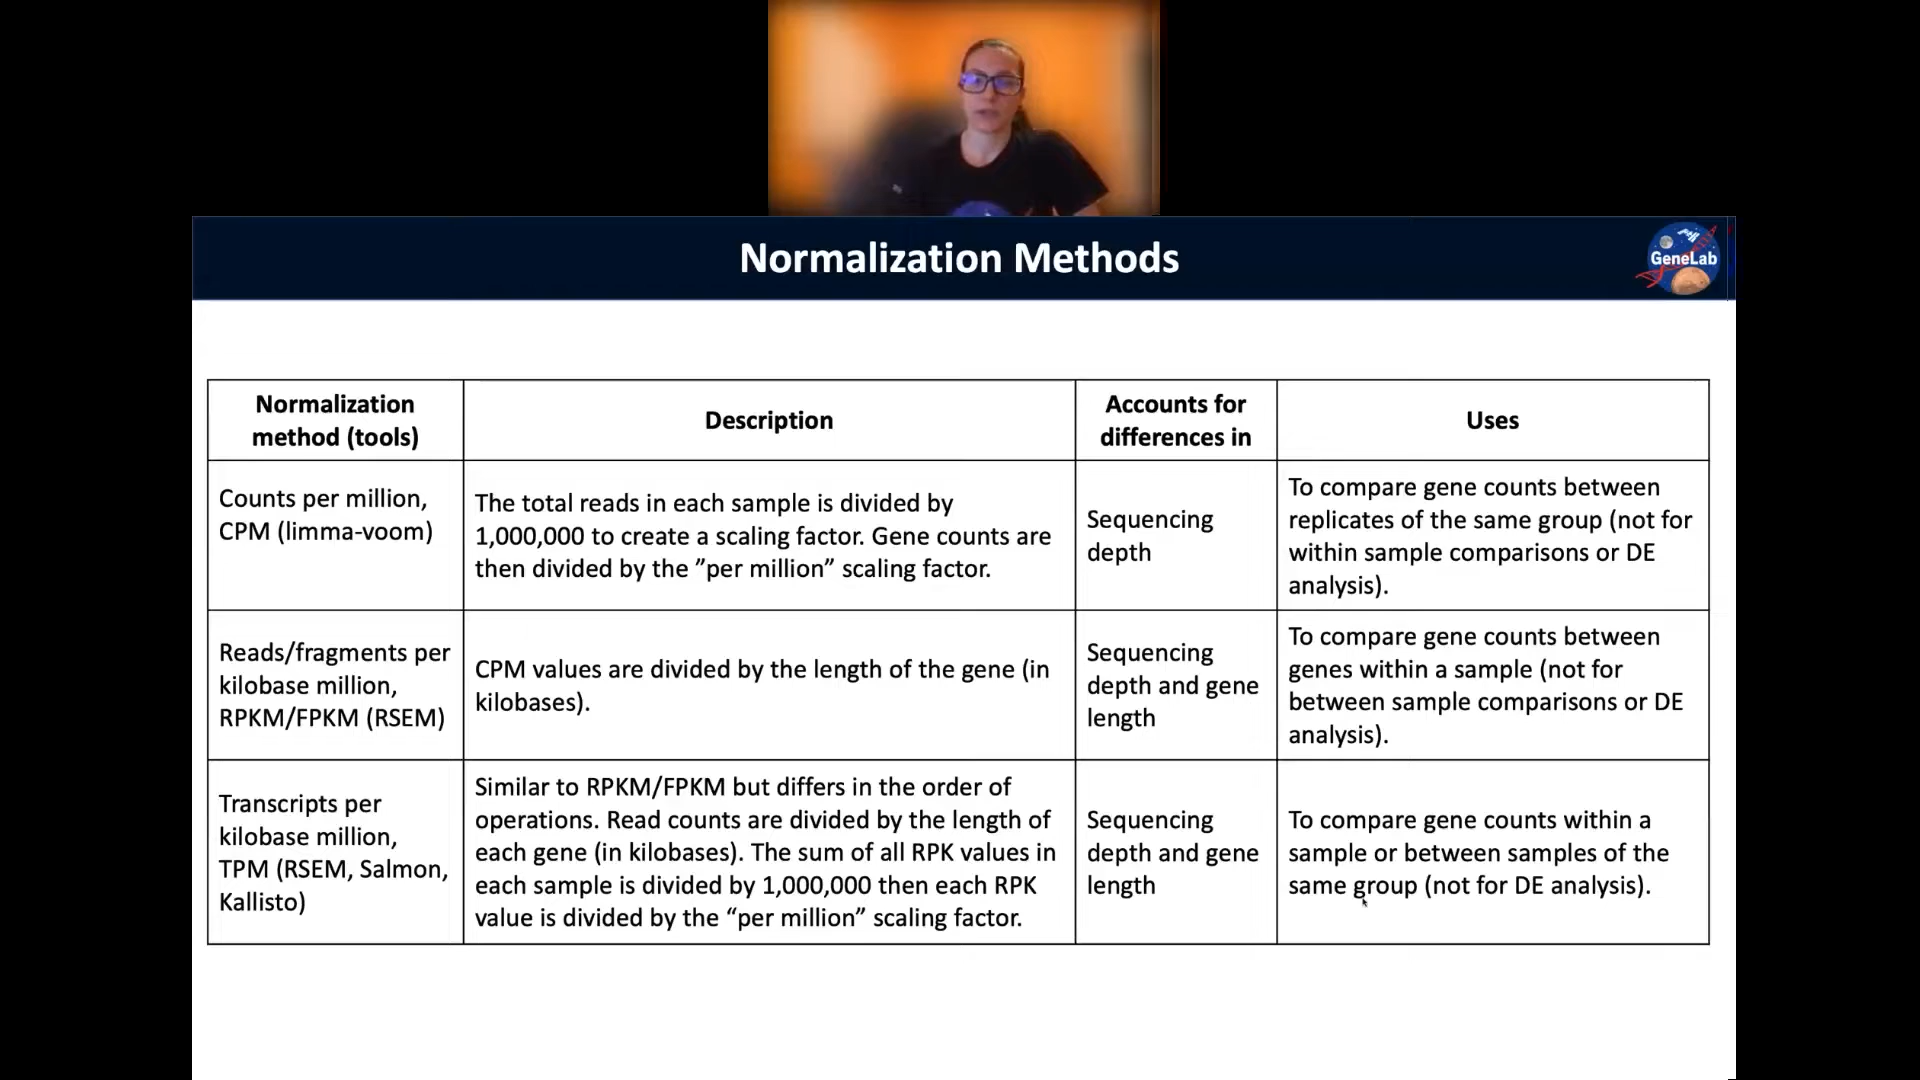 Normalization Methods
GeneLab
Normalization
method (tools)
Description
Accounts for
differences in
Uses
Counts per million,
CPM (limma-voom)
The total reads in each sample is divided by
1,000,000 to create a scaling factor. Gene counts are
then divided by the ”per million” scaling factor.
Sequencing
depth
To compare gene counts between
replicates of the same group (not for
within sample comparisons or DE
analysis).
Reads/fragments per
kilobase million,
RPKM/FPKM (RSEM)
CPM values are divided by the length of the gene (in
kilobases).
Sequencing
depth and gene
length
To compare gene counts between
genes within a sample (not for
between sample comparisons or DE
analysis).
Transcripts per
kilobase million,
TPM (RSEM, Salmon,
Kallisto)
Similar to RPKM/FPKM but differs in the order of
operations. Read counts are divided by the length of
each gene (in kilobases). The sum of all RPK values in
each sample is divided by 1,000,000 then each RPK
value is divided by the “per million” scaling factor.
Sequencing
depth and gene
length
To compare gene counts within a
sample or between samples of the
same group (not for DE analysis).